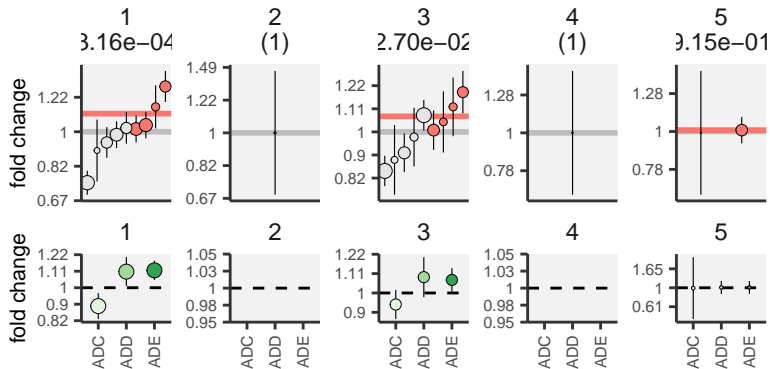 1 2 3 4 5
3.16e−04 (1) 2.70e−02 (1) 9.15e−01
fold change
1.22 1 0.82 0.67
1.49 1.22 1 0.82 0.67
1.22 1.11 1 0.9 0.82
1.28 1 0.78
1.28 1 0.78
1 2 3 4 5
fold change
1.22 1.11 1 0.9 0.82
1.05 1.03 1 0.98 0.95
1.22 1.11 1 0.9
1.05 1.03 1 0.98 0.95
1.65 1 0.61
ADC ADD ADE ADC ADD ADE ADC ADD ADE ADC ADD ADE ADC ADD ADE